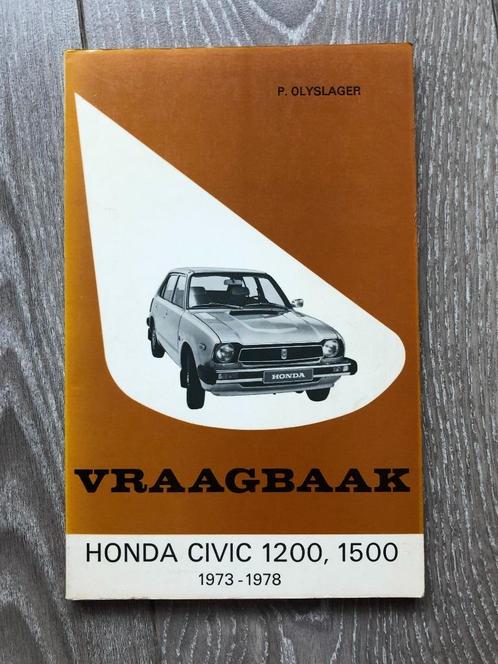 P. OLYSLAGER
HONDA
VRAAGBAAK
HONDA CIVIC 1200, 1500
1973-1978